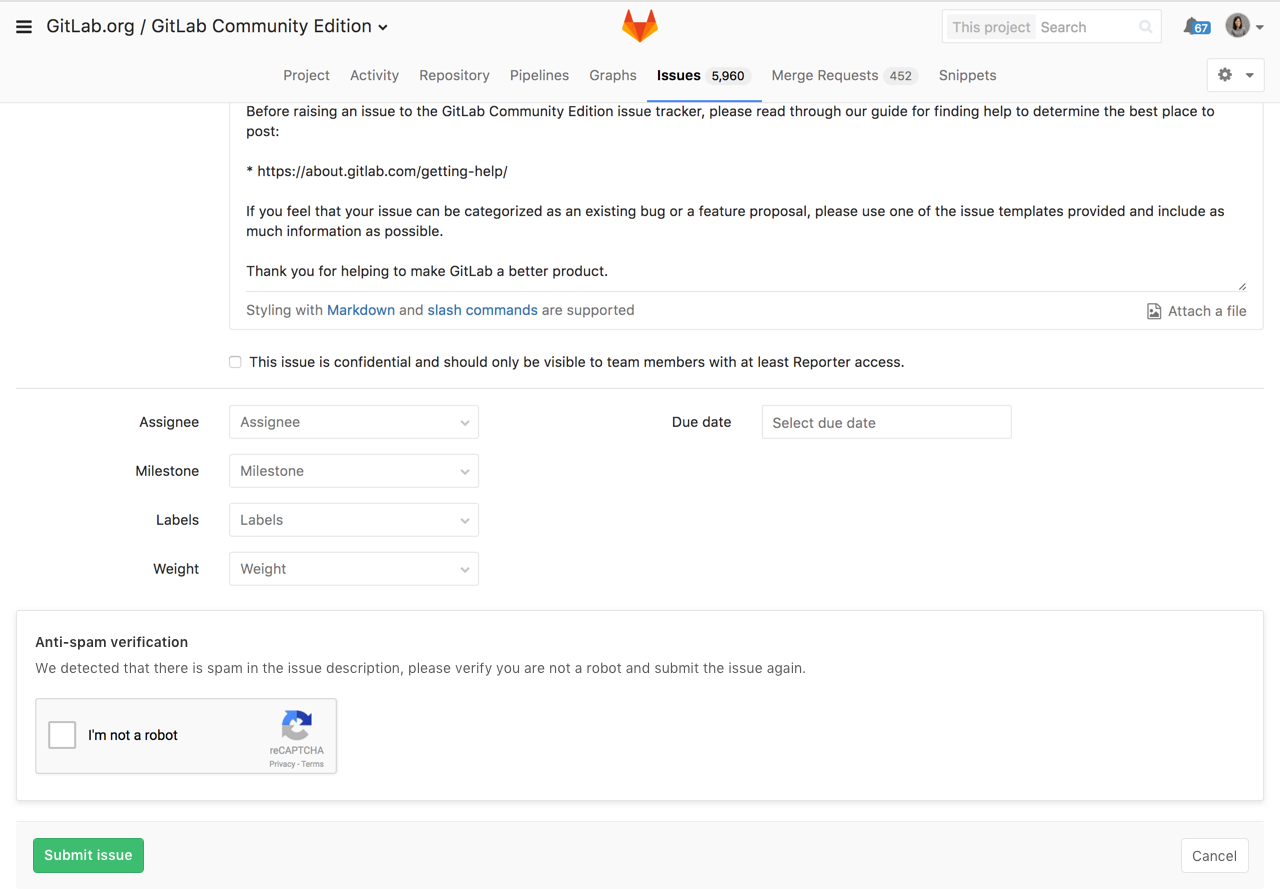 GitLab.org / GitLab Community Edition
This project Search
67
Project Activity Repository Pipelines Graphs Issues 5,960 Merge Requests 452 Snippets
Before raising an issue to the GitLab Community Edition issue tracker, please read through our guide for finding help to determine the best place to
post:
* https://about.gitlab.com/getting-help/
If you feel that your issue can be categorized as an existing bug or a feature proposal, please use one of the issue templates provided and include as
much information as possible.
Thank you for helping to make GitLab a better product.
Styling with Markdown and slash commands are supported
Attach a file
This issue is confidential and should only be visible to team members with at least Reporter access.
Assignee Assignee
Due date Select due date
Milestone Milestone
Labels Labels
Weight Weight
Anti-spam verification
We detected that there is spam in the issue description, please verify you are not a robot and submit the issue again.
I'm not a robot
reCAPTCHA
Privacy - Terms
Submit issue
Cancel